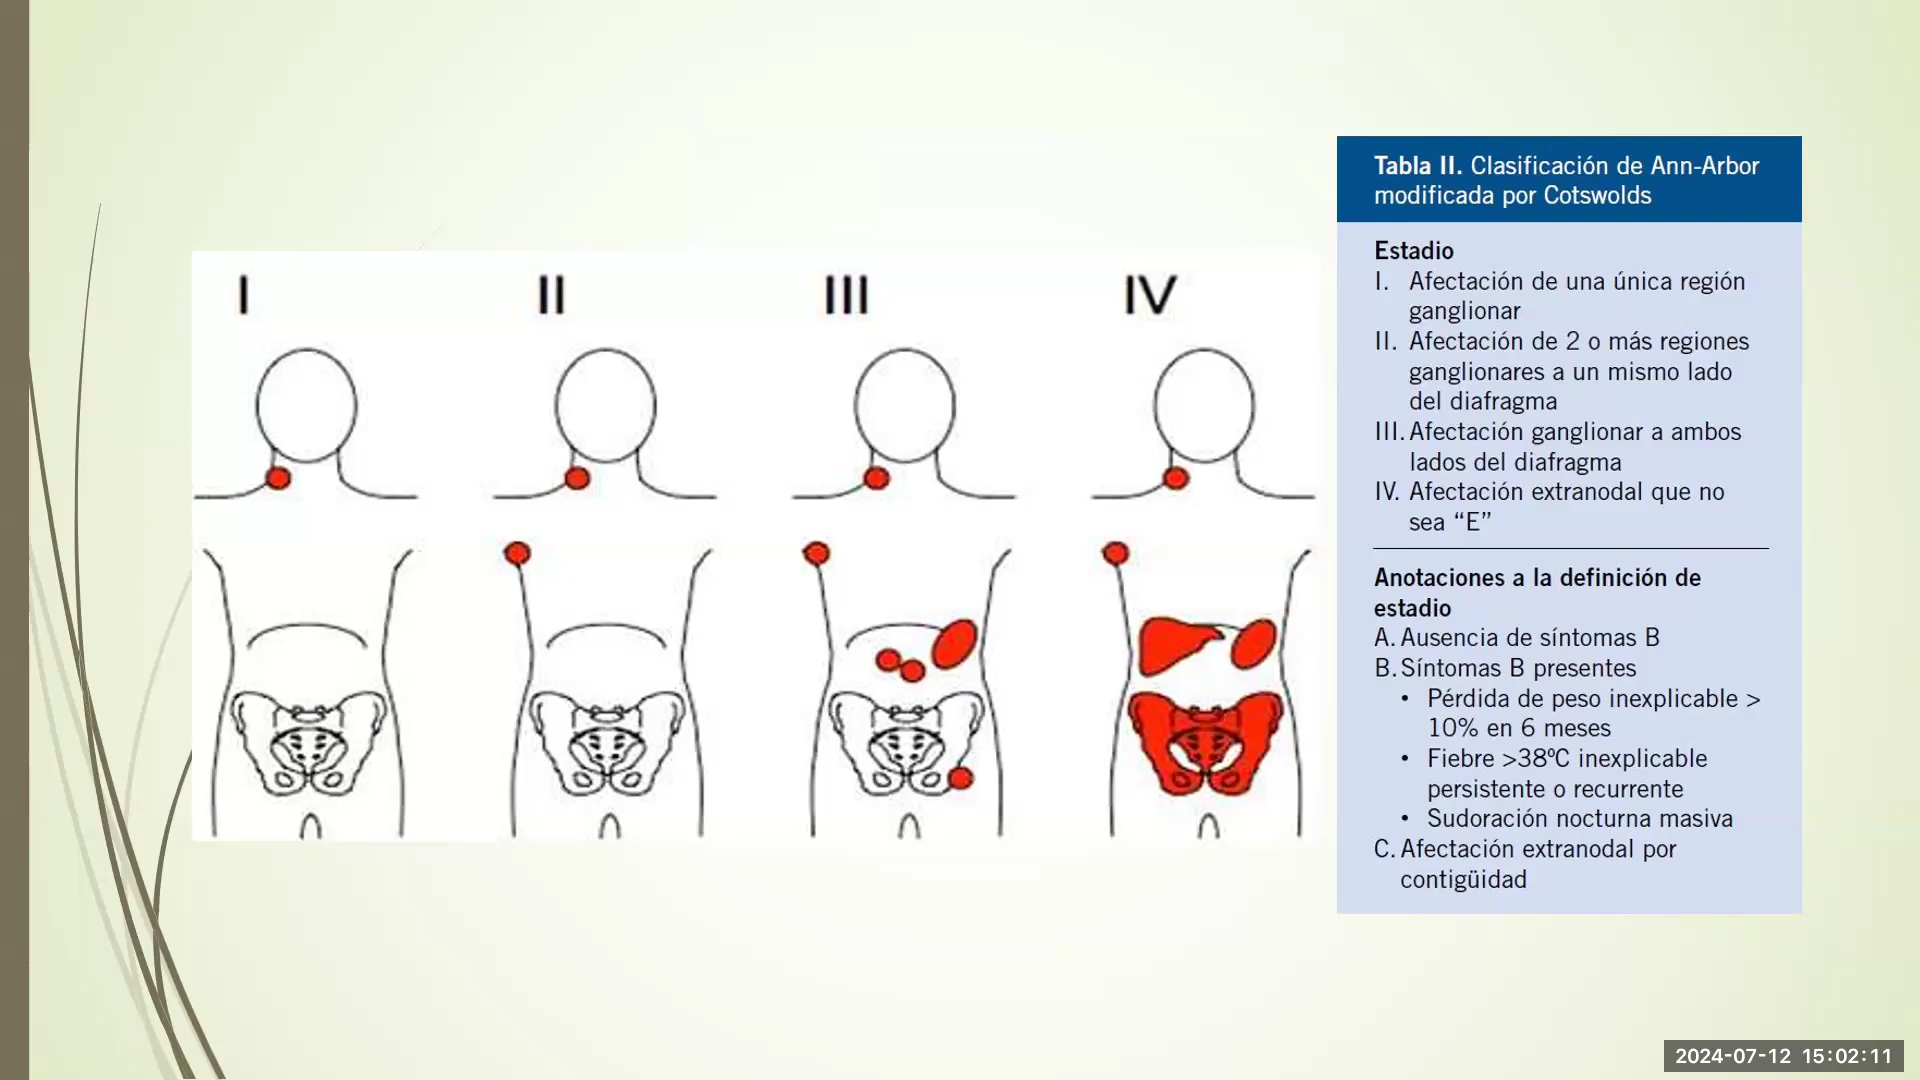 I II III IV
Tabla II. Clasificación de Ann-Arbor
modificada por Cotswolds
Estadio
I. Afectación de una única región
ganglionar
II. Afectación de 2 o más regiones
ganglionares a un mismo lado
del diafragma
III. Afectación ganglionar a ambos
lados del diafragma
IV. Afectación extranodal que no
sea “E”
Anotaciones a la definición de
estadio
A. Ausencia de síntomas B
B. Síntomas B presentes
• Pérdida de peso inexplicable >
10% en 6 meses
• Fiebre >38ºC inexplicable
persistente o recurrente
• Sudoración nocturna masiva
C. Afectación extranodal por
contigüidad
2024-07-12 15:02:11